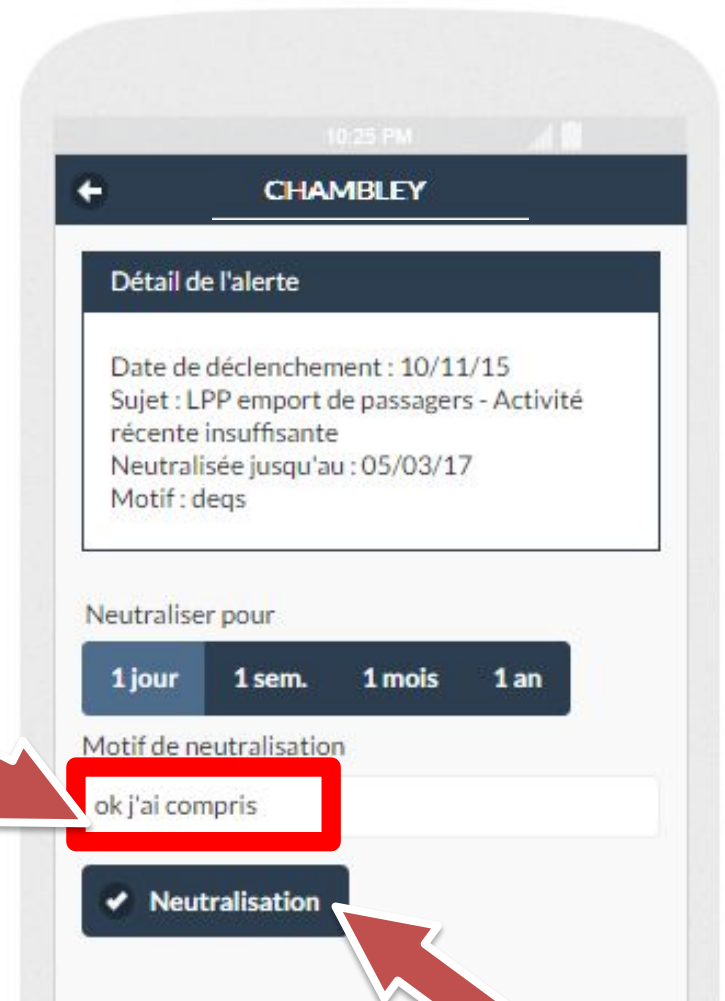 10:25 PM
CHAMBLEY
Détail de l'alerte
Date de déclenchement : 10/11/15
Sujet : LPP emport de passagers - Activité
récente insuffisante
Neutralisée jusqu'au : 05/03/17
Motif : deqs
Neutraliser pour
1 jour 1 sem. 1 mois 1 an
Motif de neutralisation
ok j'ai compris
Neutralisation